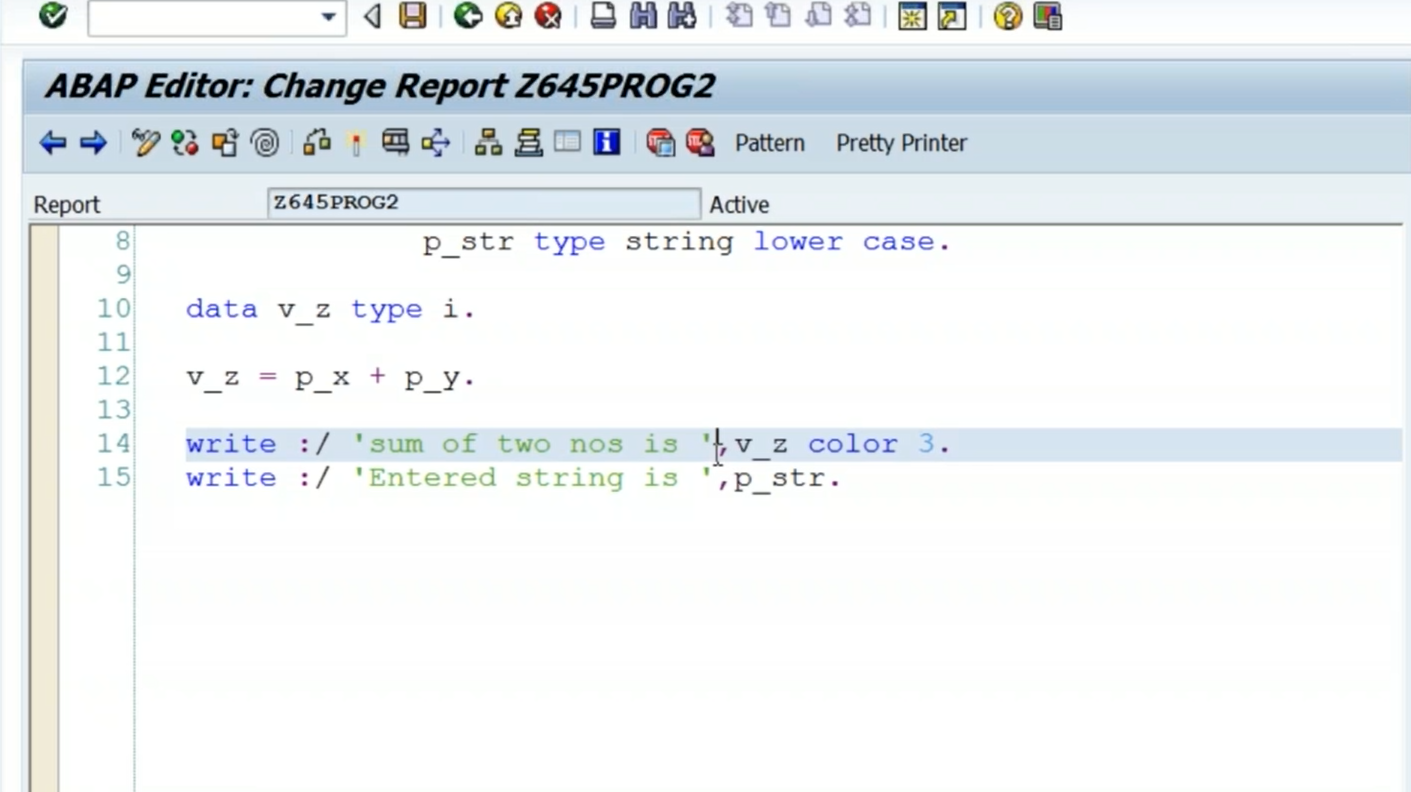 ABAP Editor: Change Report Z645PROG2
Pattern Pretty Printer
Report Z645PROG2 Active
8 p_str type string lower case.
9
10 data v_z type i.
11
12 v_z = p_x + p_y.
13
14 write :/ 'sum of two nos is ',v_z color 3.
15 write :/ 'Entered string is ',p_str.